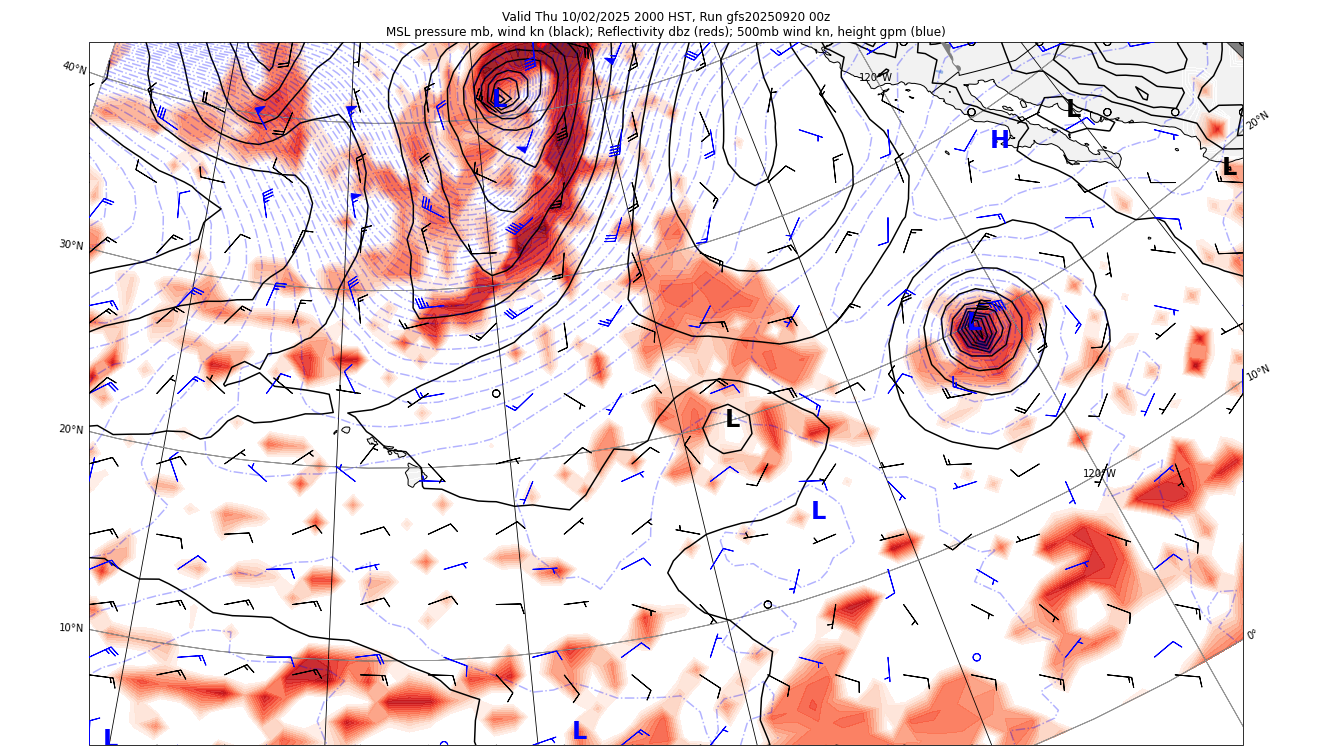 Valid Thu 10/02/2025 2000 HST, Run gfs20250920 00z
MSL pressure mb, wind kn (black); Reflectivity dbz (reds); 500mb wind kn, height gpm (blue)
40°N
120°W
L
L
20°N
H
L
30°N
L
10°N
L
L
20°N
120°W
L
10°N
0°
L
L